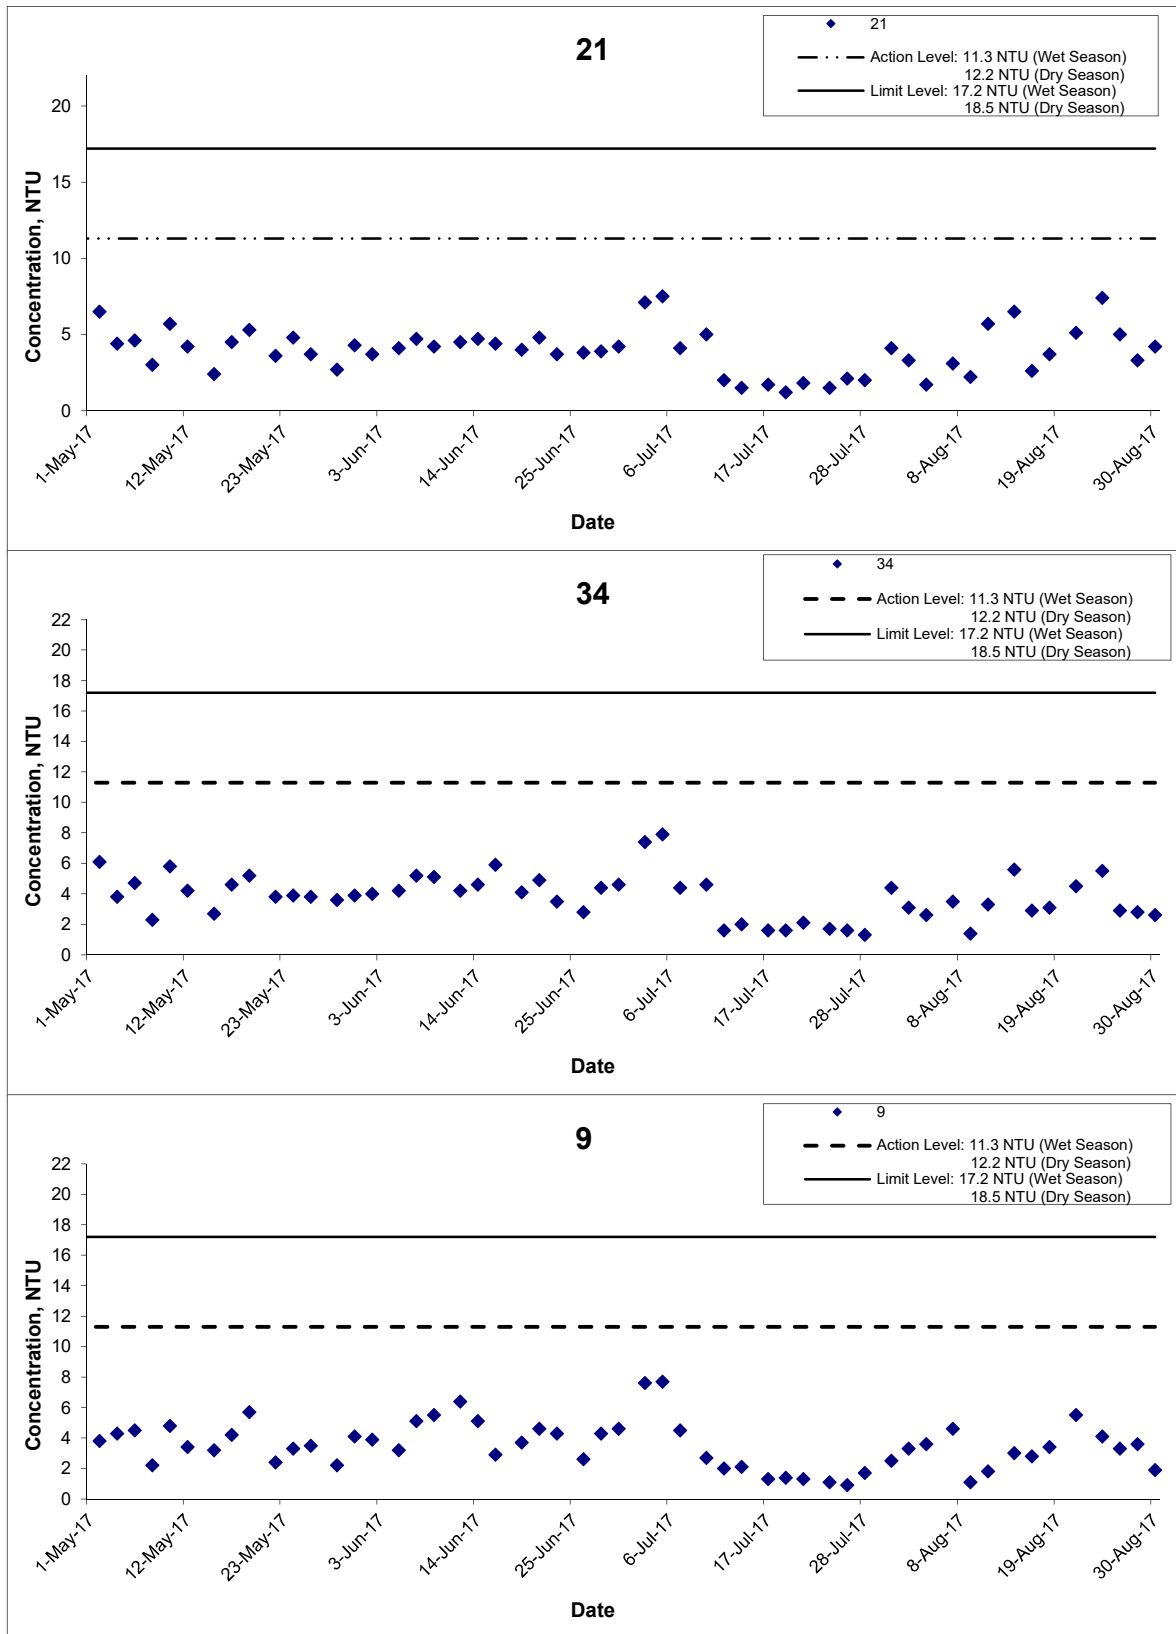 21
21
Action Level: 11.3 NTU (Wet Season)
12.2 NTU (Dry Season)
Limit Level: 17.2 NTU (Wet Season)
18.5 NTU (Dry Season)
Concentration, NTU
20
15
10
5
0
1-May-17
12-May-17
23-May-17
3-Jun-17
14-Jun-17
25-Jun-17
6-Jul-17
17-Jul-17
28-Jul-17
8-Aug-17
19-Aug-17
30-Aug-17
Date
34
34
Action Level: 11.3 NTU (Wet Season)
12.2 NTU (Dry Season)
Limit Level: 17.2 NTU (Wet Season)
18.5 NTU (Dry Season)
Concentration, NTU
22
20
18
16
14
12
10
8
6
4
2
0
1-May-17
12-May-17
23-May-17
3-Jun-17
14-Jun-17
25-Jun-17
6-Jul-17
17-Jul-17
28-Jul-17
8-Aug-17
19-Aug-17
30-Aug-17
Date
9
9
Action Level: 11.3 NTU (Wet Season)
12.2 NTU (Dry Season)
Limit Level: 17.2 NTU (Wet Season)
18.5 NTU (Dry Season)
Concentration, NTU
22
20
18
16
14
12
10
8
6
4
2
0
1-May-17
12-May-17
23-May-17
3-Jun-17
14-Jun-17
25-Jun-17
6-Jul-17
17-Jul-17
28-Jul-17
8-Aug-17
19-Aug-17
30-Aug-17
Date